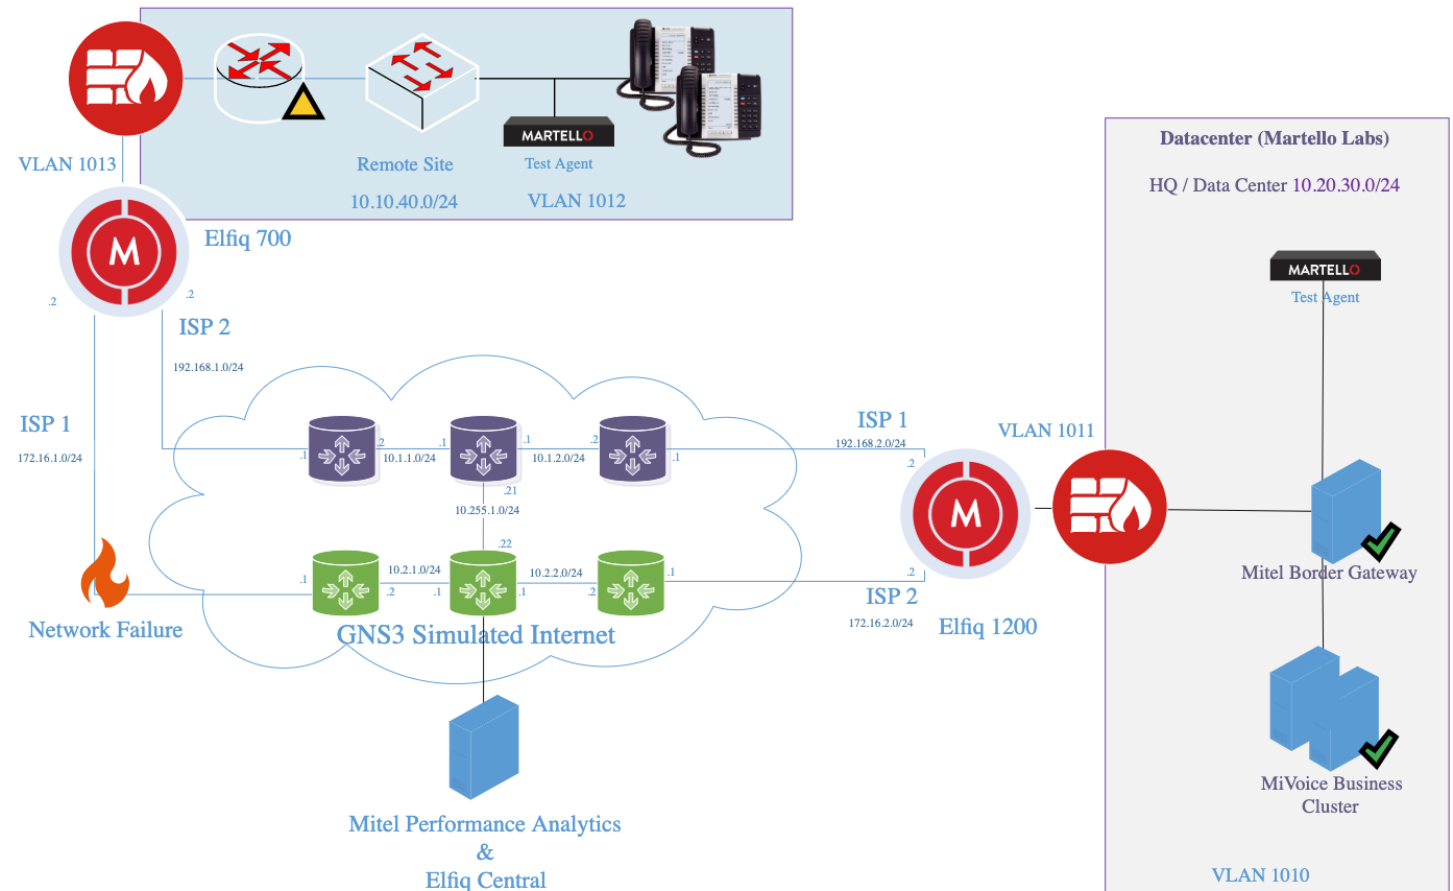 MARTELLO
VLAN 1013
Remote Site
Test Agent
10.10.40.0/24
VLAN 1012
M
Elfiq 700
.2
.2
ISP 2
192.168.1.0/24
ISP 1
172.16.1.0/24
.1
.2
10.1.1.0/24
.1
.1
10.1.2.0/24
.2
.1
.21
10.255.1.0/24
.22
.1
10.2.1.0/24
.2
.1
10.2.2.0/24
.1
.2
.1
GNS3 Simulated Internet
Network Failure
Mitel Performance Analytics
&
Elfiq Central
ISP 1
192.168.2.0/24
.2
M
.2
ISP 2
172.16.2.0/24
Elfiq 1200
VLAN 1011
Datacenter (Martello Labs)
HQ / Data Center 10.20.30.0/24
MARTELLO
Test Agent
Mitel Border Gateway
MiVoice Business
Cluster
VLAN 1010